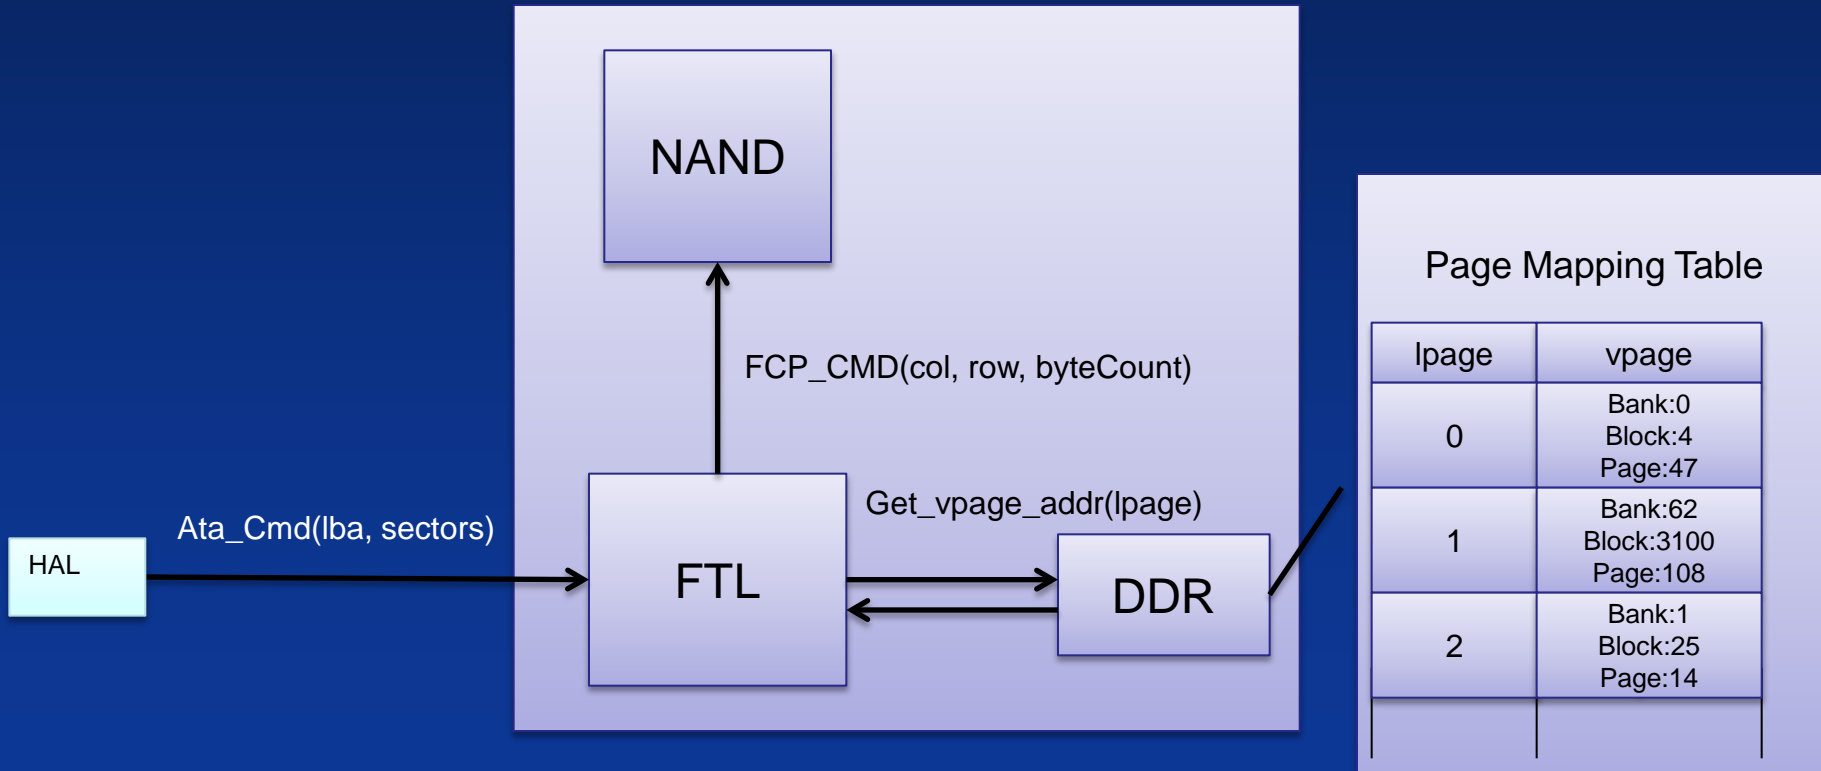 NAND
FCP_CMD(col, row, byteCount)
Ata_Cmd(lba, sectors)
HAL
FTL
Get_vpage_addr(lpage)
DDR
Page Mapping Table
lpage
vpage
0
Bank:0
Block:4
Page:47
1
Bank:62
Block:3100
Page:108
2
Bank:1
Block:25
Page:14